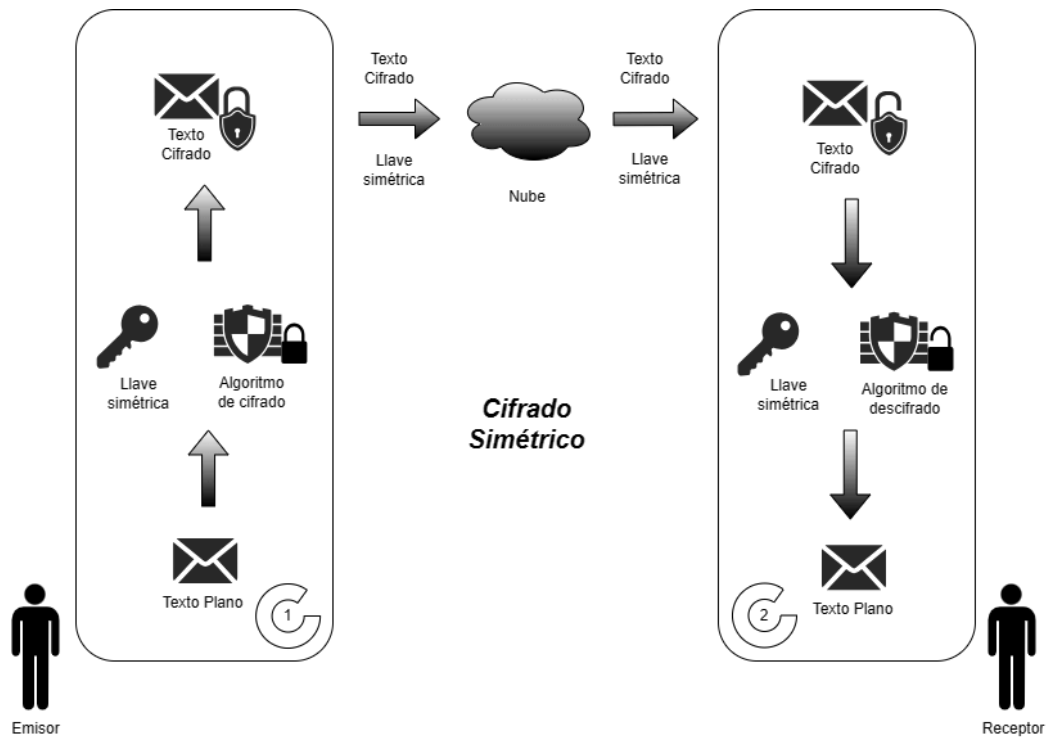 Texto
Cifrado
Llave
simétrica
Algoritmo
de cifrado
Texto Plano
1
Emisor
Texto
Cifrado
Llave
simétrica
Nube
Texto
Cifrado
Llave
simétrica
Cifrado
Simétrico
Texto
Cifrado
Llave
simétrica
Algoritmo de
descifrado
Texto Plano
2
Receptor